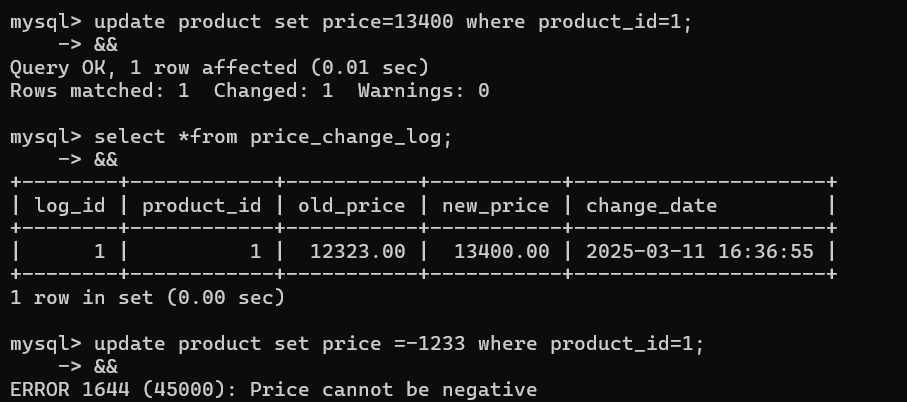 mysql> update product set price=13400 where product_id=1;
    -> &&
Query OK, 1 row affected (0.01 sec)
Rows matched: 1  Changed: 1  Warnings: 0

mysql> select *from price_change_log;
    -> &&
+--------+------------+-----------+-----------+---------------------+
| log_id | product_id | old_price | new_price | change_date         |
+--------+------------+-----------+-----------+---------------------+
|      1 |          1 |  12323.00 |  13400.00 | 2025-03-11 16:36:55 |
+--------+------------+-----------+-----------+---------------------+
1 row in set (0.00 sec)

mysql> update product set price =-1233 where product_id=1;
    -> &&
ERROR 1644 (45000): Price cannot be negative